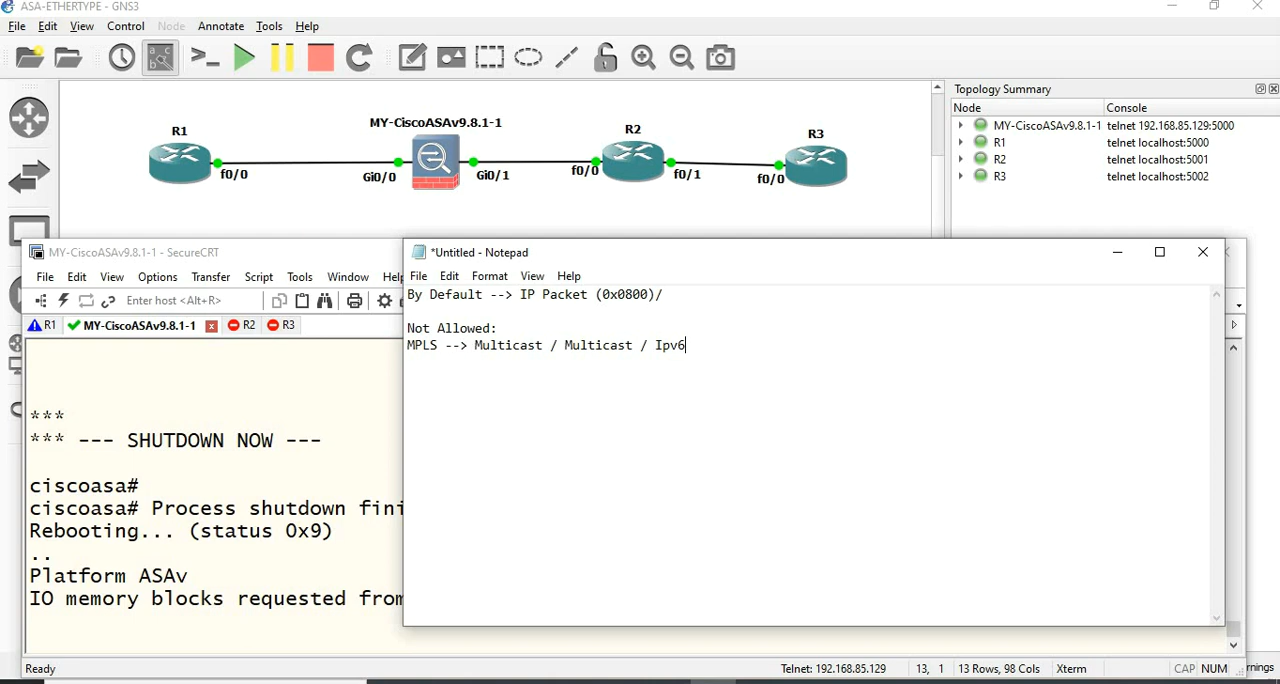 ASA-ETHERTYPE - GNS3
File Edit View Control Node Annotate Tools Help
R1
f0/0
MY-CiscoASAv9.8.1-1
Gi0/0
Gi0/1
R2
f0/0
f0/1
R3
f0/0
Topology Summary
Node Console
MY-CiscoASAv9.8.1-1 telnet 192.168.85.129:5000
R1 telnet localhost:5000
R2 telnet localhost:5001
R3 telnet localhost:5002
MY-CiscoASAv9.8.1-1 - SecureCRT
File Edit View Options Transfer Script Tools Window Help
Enter host <Alt+R>
R1 MY-CiscoASAv9.8.1-1 R2 R3
***
*** --- SHUTDOWN NOW ---
ciscoasa#
ciscoasa# Process shutdown fini
Rebooting... (status 0x9)
..
Platform ASAv
IO memory blocks requested from
*Untitled - Notepad
File Edit Format View Help
By Default --> IP Packet (0x0800)/
Not Allowed:
MPLS --> Multicast / Multicast / Ipv6
Ready Telnet: 192.168.85.129 13, 1 13 Rows, 98 Cols Xterm CAP NUM
rnings